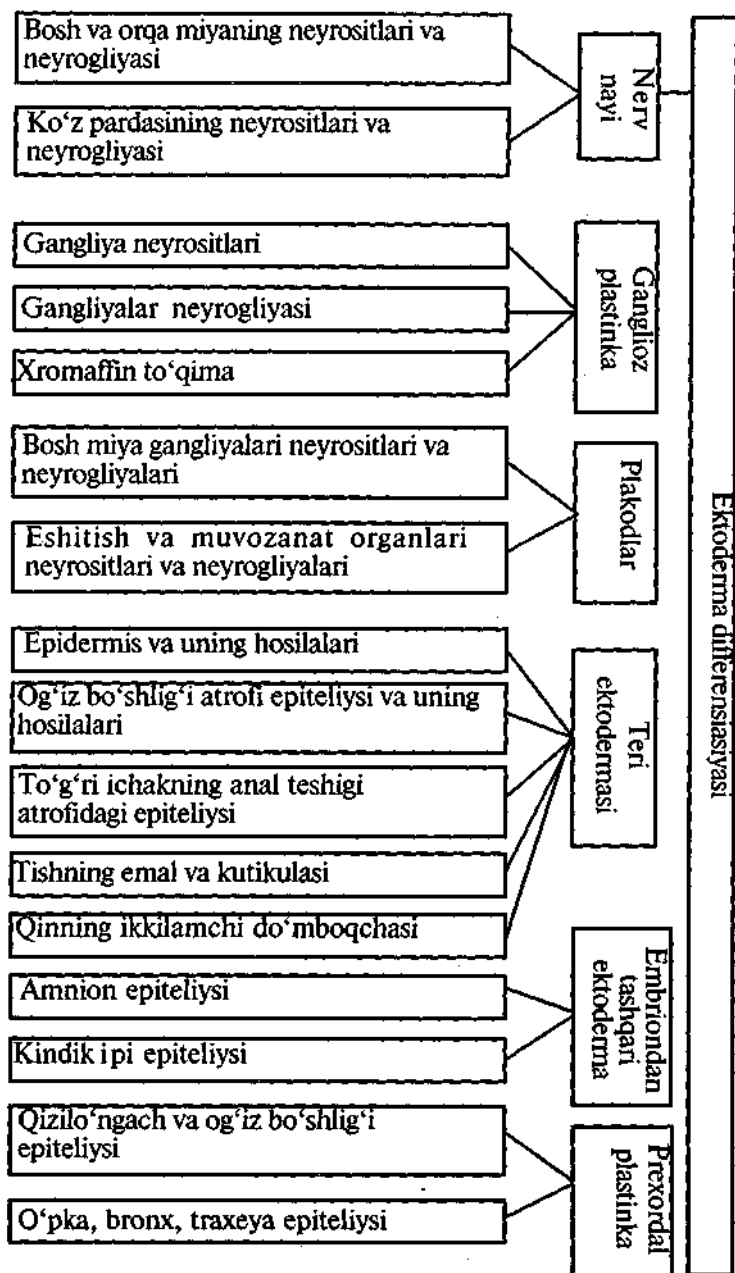 Bosh va orqa miyaning neyrositlari va
neyrogliyasi
Ko‘z pardasining neyrositlari va
neyrogliyasi
Nerv
nayi
Gangliya neyrositlari
Gangliyalar neyrogliyasi
Xromaffin to‘qima
Ganglioz
plastinka
Bosh miya gangliyalari neyrositlari va
neyrogliyalari
Eshitish va muvozanat organlari
neyrositlari va neyrogliyalari
Plakodlar
Epidermis va uning hosilalari
Og‘iz bo‘shlig‘i atrofi epiteliysi va uning
hosilalari
To‘g‘ri ichakning anal teshigi
atrofidagi epiteliysi
Tishning emal va kutikulasi
Qinning ikkilamchi do‘mboqchasi
Teri
ektodermasi
Amnion epiteliysi
Kindik ipi epiteliysi
Embriondan
tashqari
ektoderma
Qizilo‘ngach va og‘iz bo‘shlig‘i
epiteliysi
O‘pka, bronx, traxeya epiteliysi
Prexordal
plastinka
Ektoderma differensiasiyasi